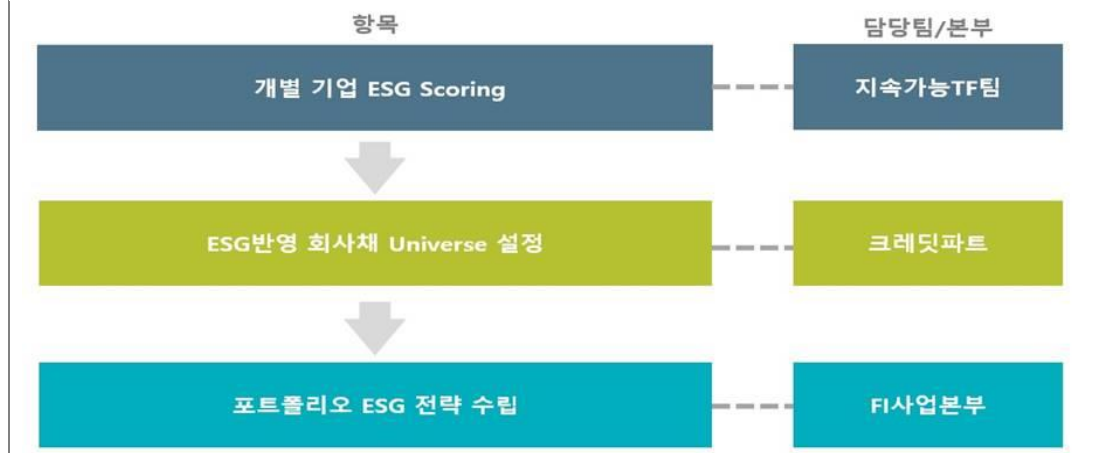 항목
담당팀/본부
개별 기업 ESG Scoring
지속가능TF팀
ESG반영 회사채 Universe 설정
크레딧파트
포트폴리오 ESG 전략 수립
FI사업본부